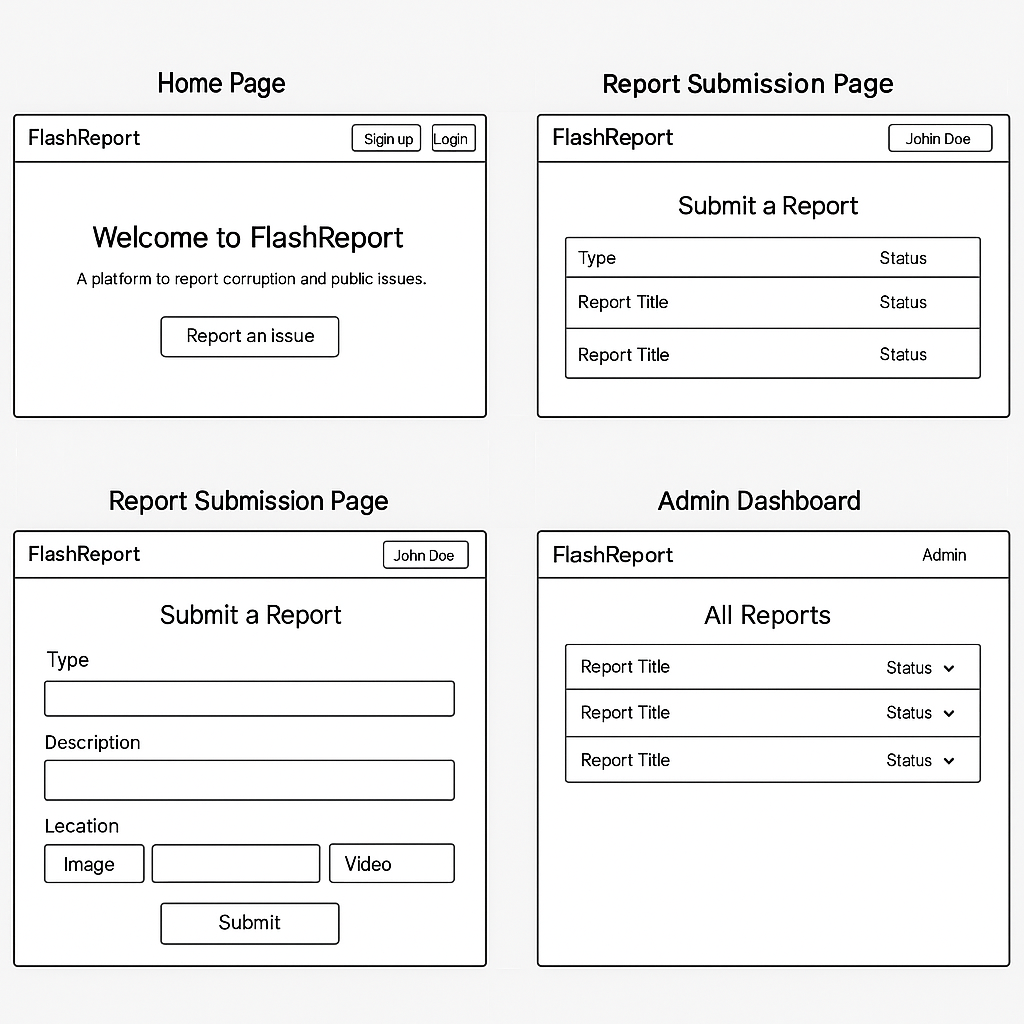 Home Page
FlashReport
Sigin up
Login
Welcome to FlashReport
A platform to report corruption and public issues.
Report an issue
Report Submission Page
FlashReport
Johin Doe
Submit a Report
Type Status
Report Title Status
Report Title Status
Report Submission Page
FlashReport
John Doe
Submit a Report
Type
Description
Lecation
Image
Video
Submit
Admin Dashboard
FlashReport
Admin
All Reports
Report Title Status
Report Title Status
Report Title Status